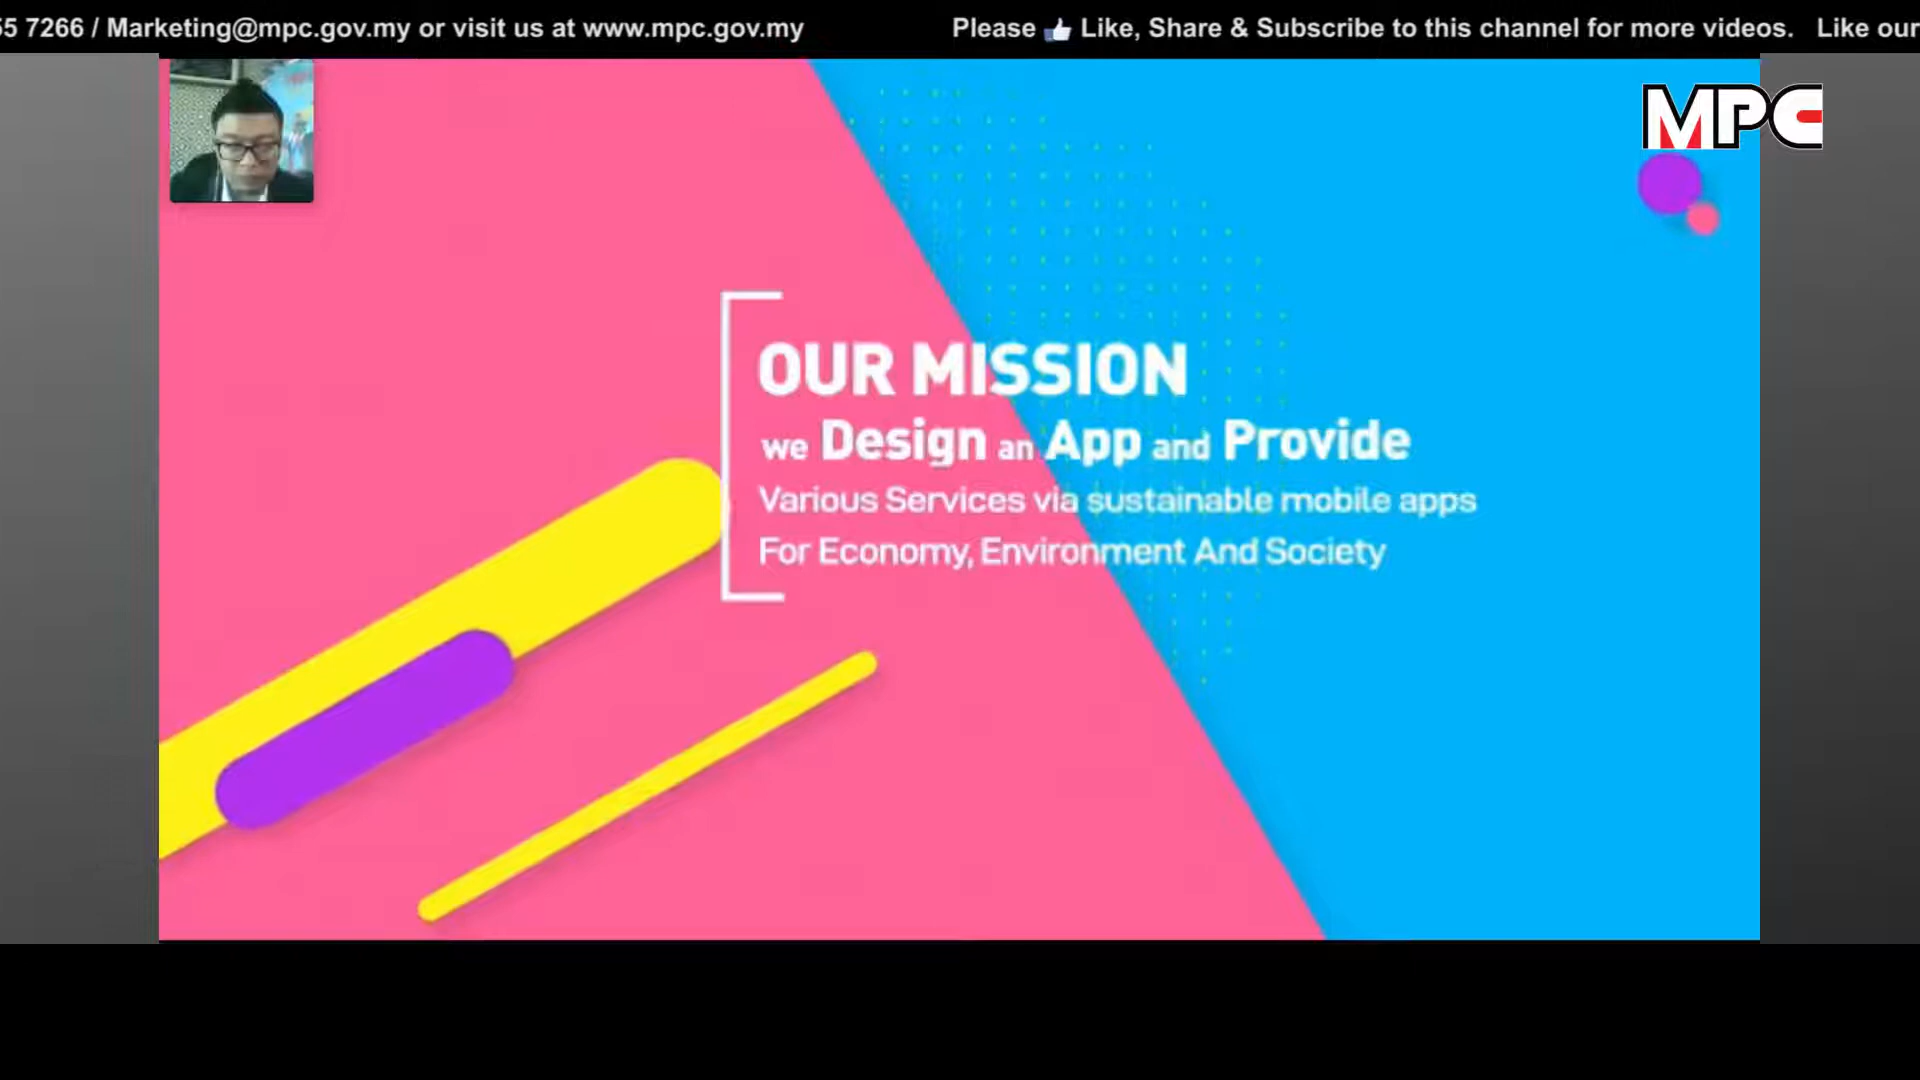 55 7266 / Marketing@mpc.gov.my or visit us at www.mpc.gov.my Please 👍 Like, Share & Subscribe to this channel for more videos. Like our
MPC
OUR MISSION
we Design an App and Provide
Various Services via sustainable mobile apps
For Economy, Environment And Society